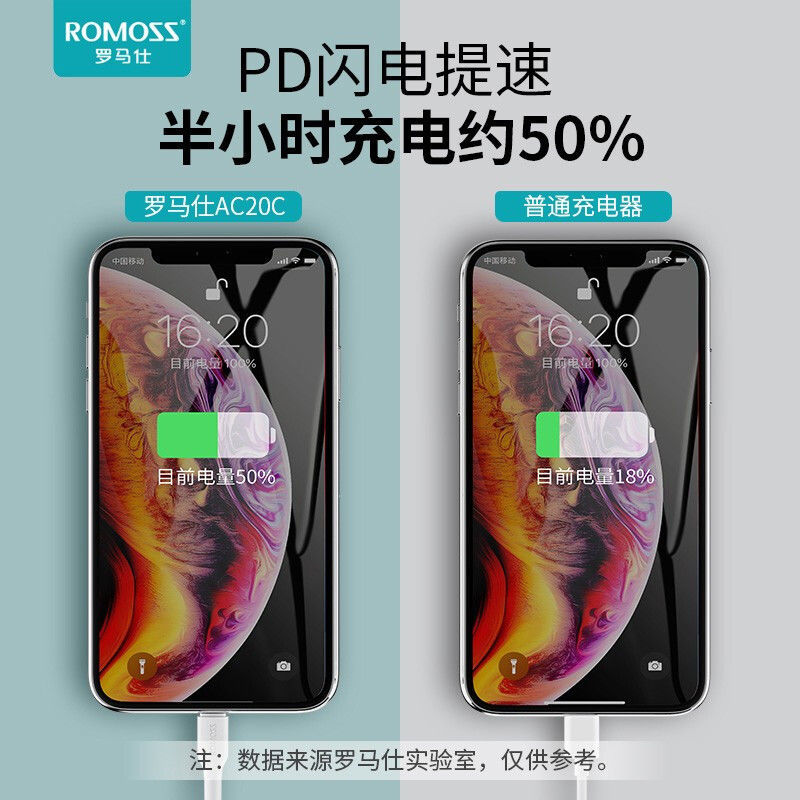 ROMOSS
罗马仕
PD闪电提速
半小时充电约50%
罗马仕AC20C
普通充电器
中国移动
中国移动
16:20
16:20
目前电量100%
目前电量100%
目前电量50%
目前电量18%
ROMOSS
注：数据来源罗马仕实验室，仅供参考。